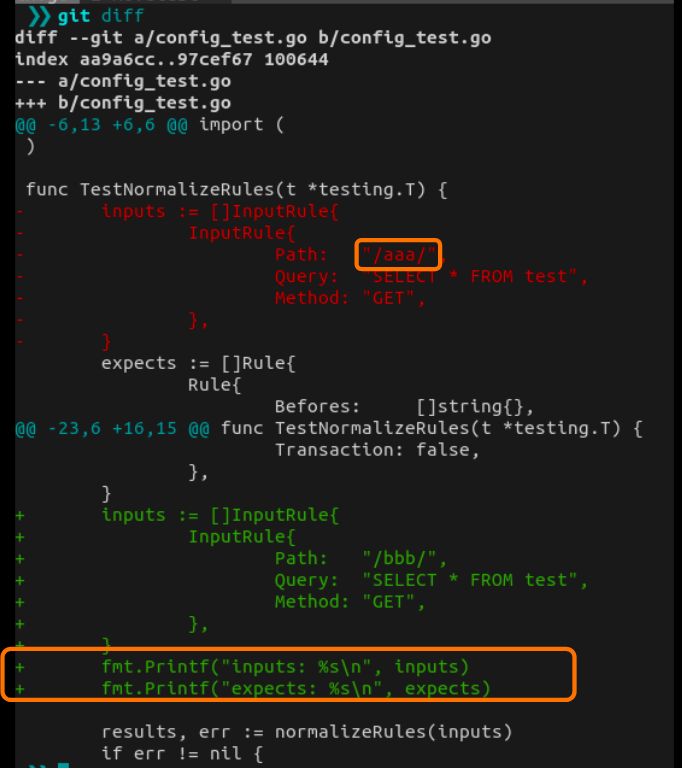 ❯❯ git diff
diff --git a/config_test.go b/config_test.go
index aa9a6cc..97cef67 100644
--- a/config_test.go
+++ b/config_test.go
@@ -6,13 +6,6 @@ import (
 )

 func TestNormalizeRules(t *testing.T) {
-       inputs := []InputRule{
-               InputRule{
-                       Path:   "/aaa/",
-                       Query:  "SELECT * FROM test",
-                       Method: "GET",
-               },
-       }
        expects := []Rule{
                Rule{
                        Befores:     []string{},
@@ -23,6 +16,15 @@ func TestNormalizeRules(t *testing.T) {
                        Transaction: false,
                },
        }
+       inputs := []InputRule{
+               InputRule{
+                       Path:   "/bbb/",
+                       Query:  "SELECT * FROM test",
+                       Method: "GET",
+               },
+       }
+       fmt.Printf("inputs: %s\n", inputs)
+       fmt.Printf("expects: %s\n", expects)

        results, err := normalizeRules(inputs)
        if err != nil {